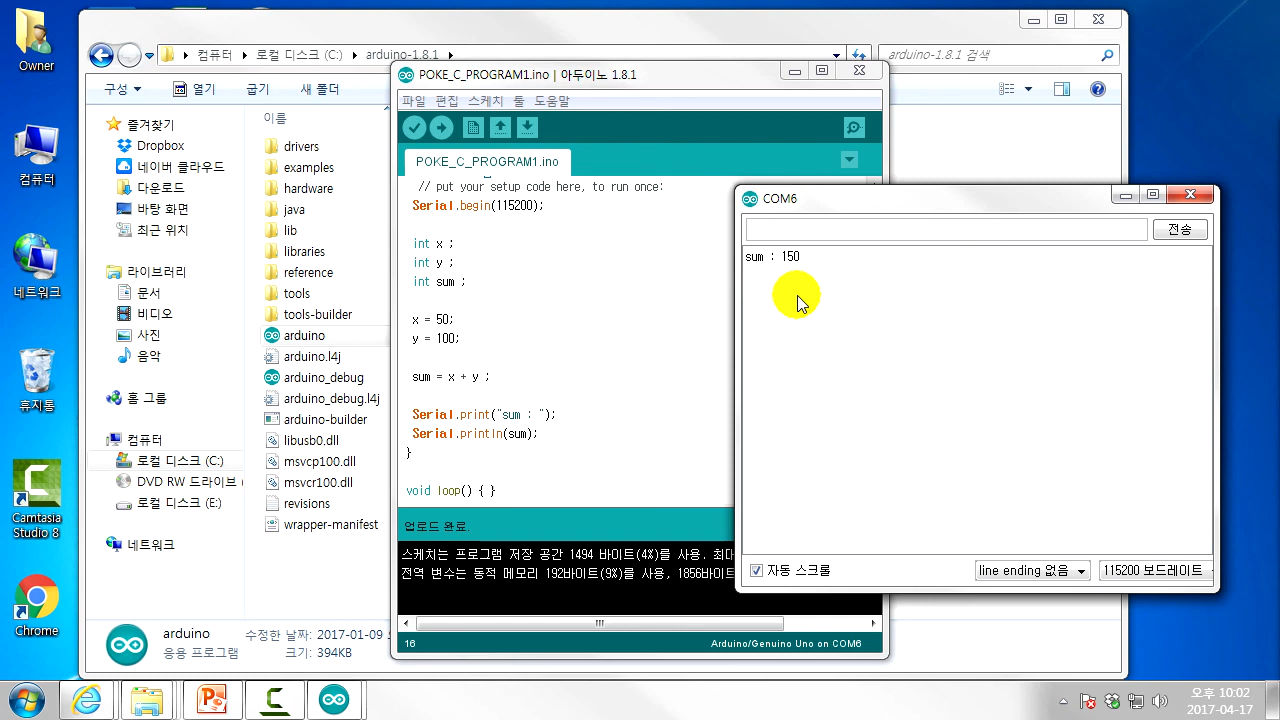 Owner
컴퓨터
네트워크
휴지통
Camtasia
Studio 8
Chrome
컴퓨터 ▸ 로컬 디스크 (C:) ▸ arduino-1.8.1 ▸
arduino-1.8.1 검색
구성 열기 굽기 새 폴더
즐겨찾기
Dropbox
네이버 클라우드
다운로드
바탕 화면
최근 위치
라이브러리
문서
비디오
사진
음악
홈 그룹
컴퓨터
로컬 디스크 (C:)
DVD RW 드라이브 (
로컬 디스크 (E:)
네트워크
이름
drivers
examples
hardware
java
lib
libraries
reference
tools
tools-builder
arduino
arduino.l4j
arduino_debug
arduino_debug.l4j
arduino-builder
libusb0.dll
msvcp100.dll
msvcr100.dll
revisions
wrapper-manifest
arduino 수정한 날짜: 2017-01-09
응용 프로그램 크기: 394KB
POKE_C_PROGRAM1.ino | 아두이노 1.8.1
파일 편집 스케치 툴 도움말
POKE_C_PROGRAM1.ino
// put your setup code here, to run once:
Serial.begin(115200);
int x ;
int y ;
int sum ;
x = 50;
y = 100;
sum = x + y ;
Serial.print("sum : ");
Serial.println(sum);
}
void loop() { }
업로드 완료.
스케치는 프로그램 저장 공간 1494 바이트(4%)를 사용. 최대
전역 변수는 동적 메모리 192바이트(9%)를 사용, 1856바이트
16
Arduino/Genuino Uno on COM6
COM6
전송
sum : 150
자동 스크롤
line ending 없음
115200 보드레이트
오후 10:02
2017-04-17